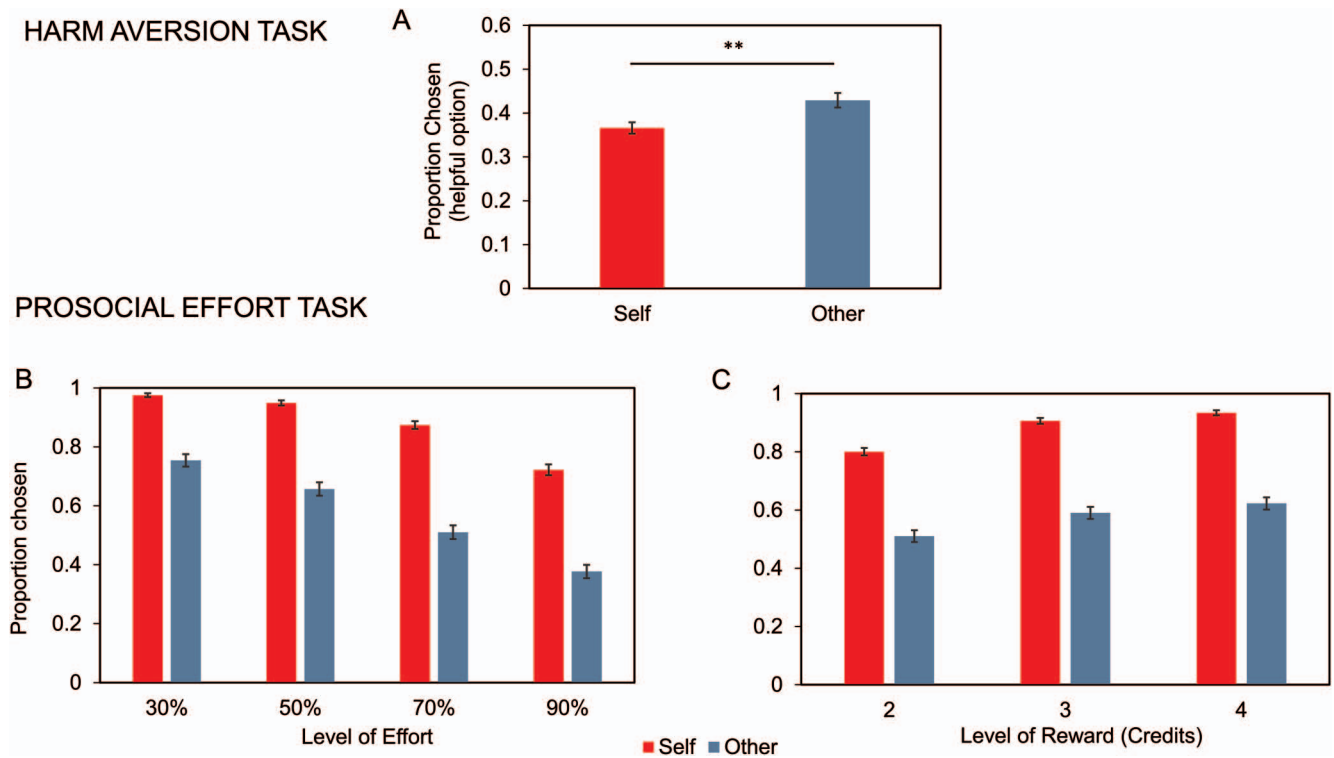 HARM AVERSION TASK
A
Proportion Chosen
(helpful option)
0.6
0.5
0.4
0.3
0.2
0.1
0
**
Self
Other
PROSOCIAL EFFORT TASK
B
Proportion chosen
1
0.8
0.6
0.4
0.2
0
30%
50%
70%
90%
Level of Effort
C
1
0.8
0.6
0.4
0.2
0
2
3
4
Level of Reward (Credits)
Self
Other